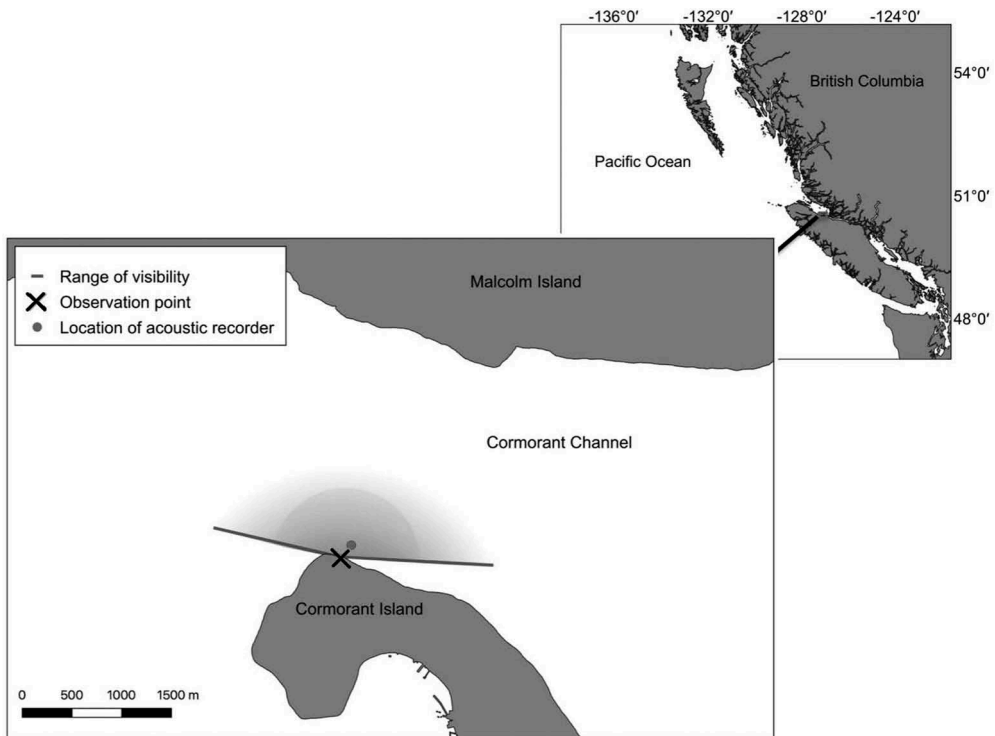 -136°0′ -132°0′ -128°0′ -124°0′
54°0′
British Columbia
Pacific Ocean
51°0′
48°0′
Range of visibility
Observation point
Location of acoustic recorder
Malcolm Island
Cormorant Channel
Cormorant Island
0 500 1000 1500 m